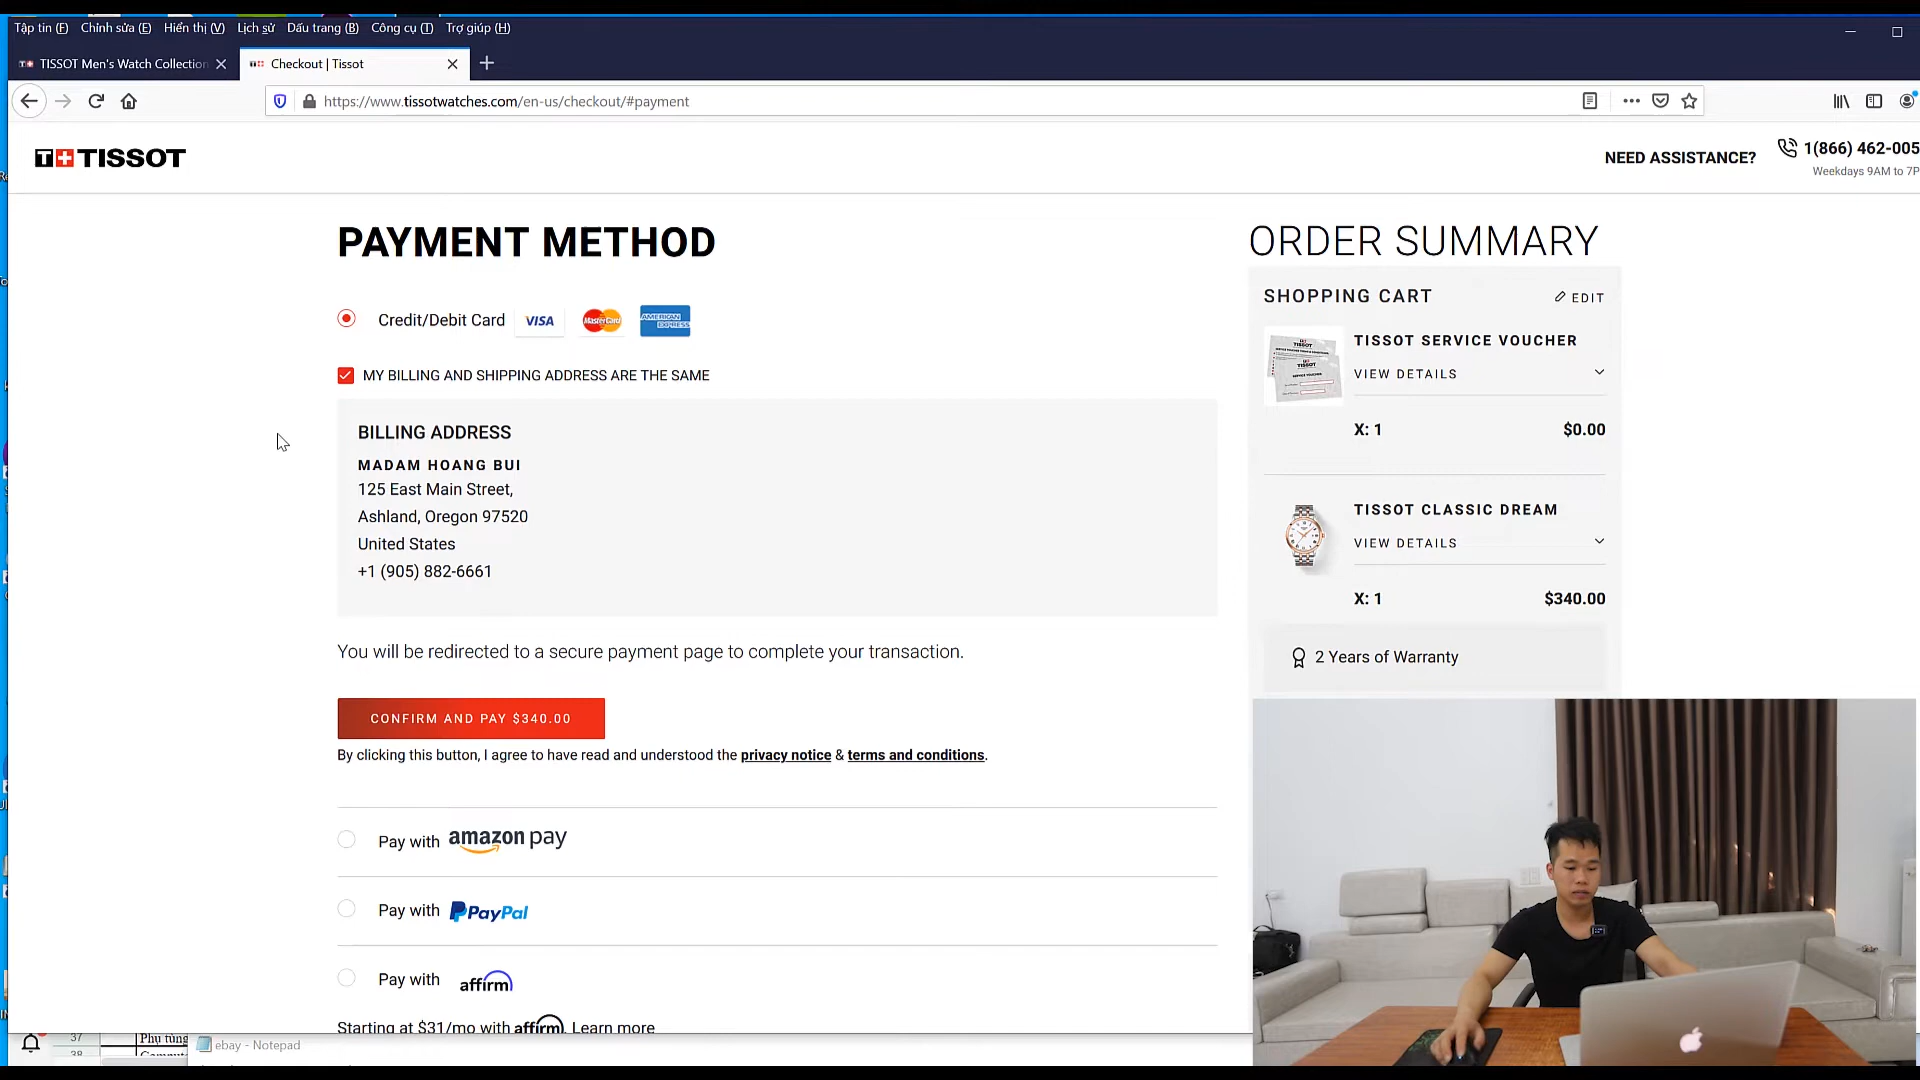 Tập tin (F) Chỉnh sửa (E) Hiển thị (V) Lịch sử Dấu trang (B) Công cụ (T) Trợ giúp (H)
TISSOT Men's Watch Collection
Checkout | Tissot
https://www.tissotwatches.com/en-us/checkout/#payment
T+TISSOT
NEED ASSISTANCE?
1(866) 462-005
Weekdays 9AM to 7P
PAYMENT METHOD
Credit/Debit Card VISA MasterCard AMERICAN EXPRESS
MY BILLING AND SHIPPING ADDRESS ARE THE SAME
BILLING ADDRESS
MADAM HOANG BUI
125 East Main Street,
Ashland, Oregon 97520
United States
+1 (905) 882-6661
You will be redirected to a secure payment page to complete your transaction.
CONFIRM AND PAY $340.00
By clicking this button, I agree to have read and understood the privacy notice & terms and conditions.
Pay with amazon pay
Pay with PayPal
Pay with affirm
Starting at $31/mo with affirm. Learn more
ORDER SUMMARY
SHOPPING CART
EDIT
TISSOT SERVICE VOUCHER
VIEW DETAILS
X: 1 $0.00
TISSOT CLASSIC DREAM
VIEW DETAILS
X: 1 $340.00
2 Years of Warranty
37 Phụ tùng
38
ebay - Notepad